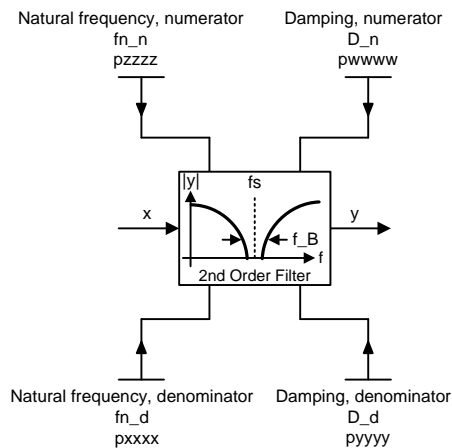 Natural frequency, numerator
fn_n
pzzzz
Damping, numerator
D_n
pwwww
|y|
fs
x
y
f_B
f
2nd Order Filter
Natural frequency, denominator
fn_d
pxxxx
Damping, denominator
D_d
pyyyy